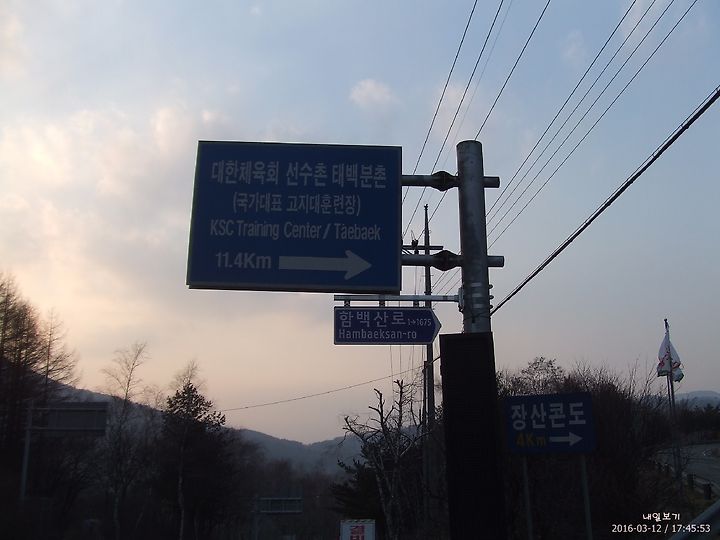 대한체육회 선수촌 태백분촌
(국가대표 고지대훈련장)
KSC Training Center / Taebaek
11.4Km
함백산로 1→1675
Hambaeksan-ro
장산콘도
4Km
내일보기
2016-03-12 / 17:45:53